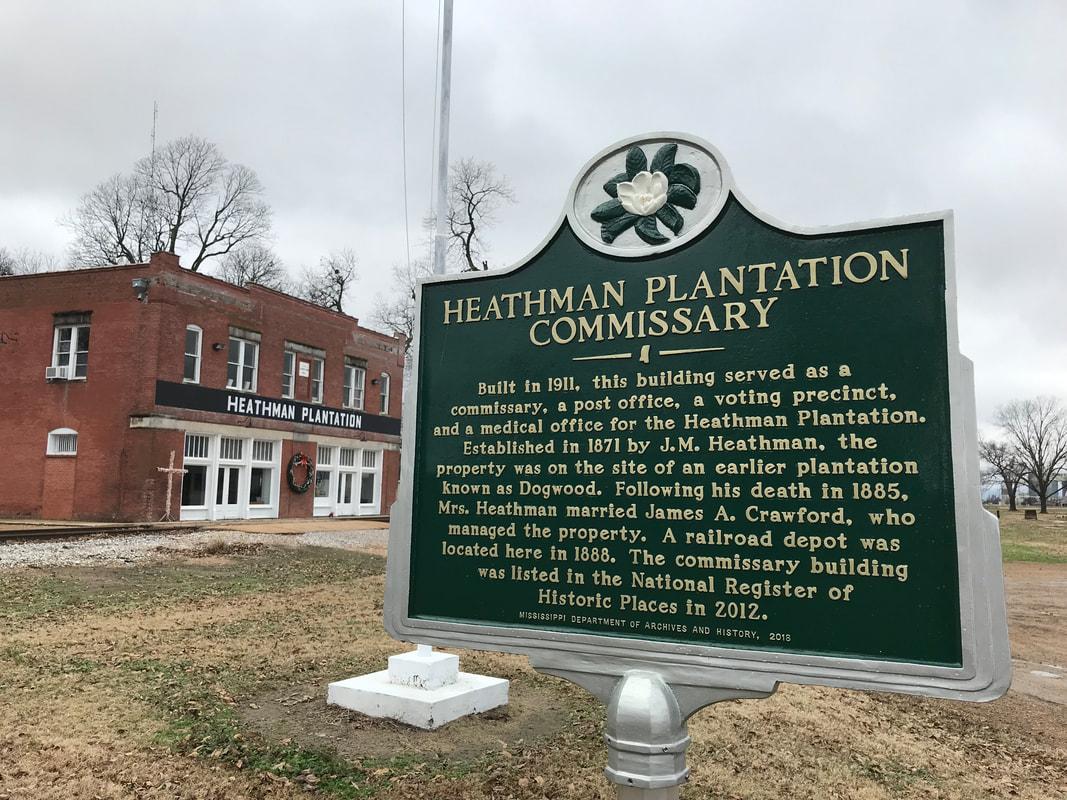 HEATHMAN PLANTATION
COMMISSARY
Built in 1911, this building served as a
commissary, a post office, a voting precinct,
and a medical office for the Heathman Plantation.
Established in 1871 by J.M. Heathman, the
property was on the site of an earlier plantation
known as Dogwood. Following his death in 1885,
Mrs. Heathman married James A. Crawford, who
managed the property. A railroad depot was
located here in 1888. The commissary building
was listed in the National Register of
Historic Places in 2012.
MISSISSIPPI DEPARTMENT OF ARCHIVES AND HISTORY, 2018
HEATHMAN PLANTATION